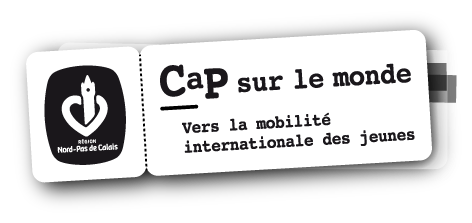 CaP sur le monde
Vers la mobilité
internationale des jeunes
RÉGION
Nord-Pas de Calais